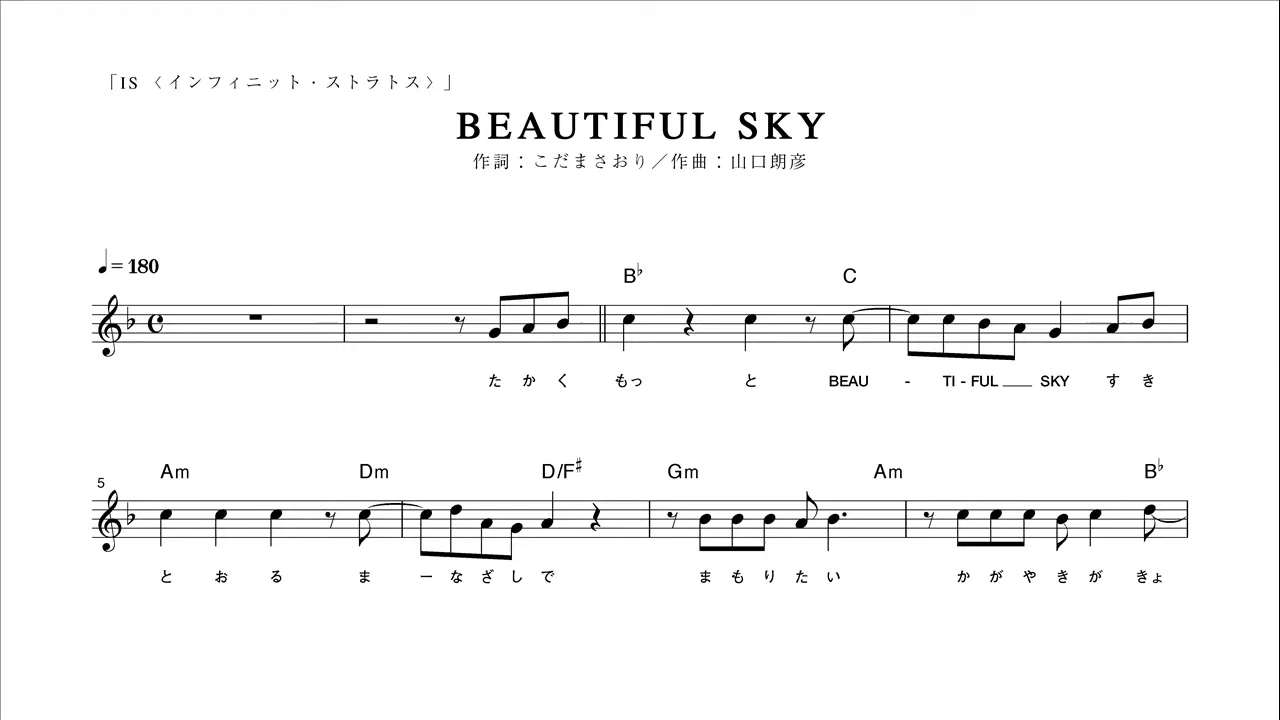 「IS 〈インフィニット・ストラトス〉」
BEAUTIFUL SKY
作詞：こだまさおり／作曲：山口朗彦
♩= 180
B♭ C
たかく もっ と BEAU - TI - FUL ___ SKY すき
5 Am Dm D/F♯ Gm Am B♭
とおる ま ーなざしで まもりたい かがやきが きょ